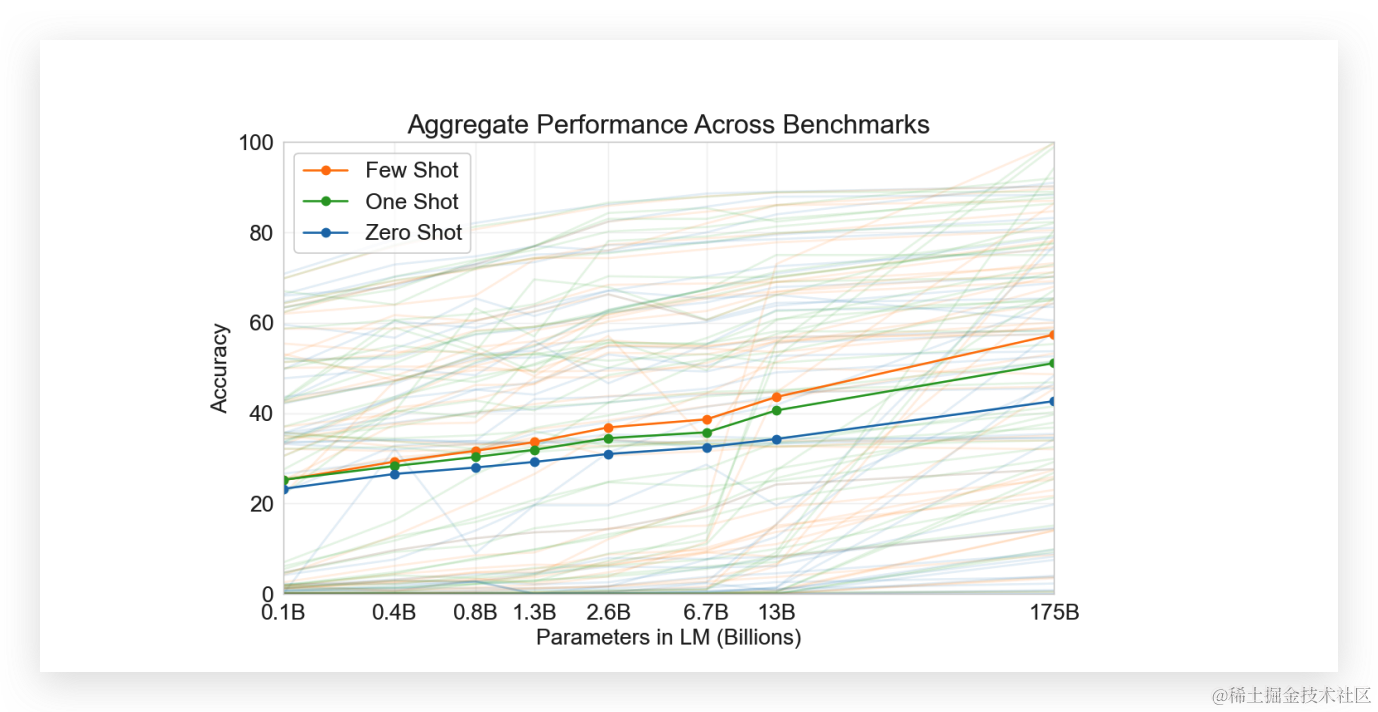 Aggregate Performance Across Benchmarks
100
80
60
40
20
0
Few Shot
One Shot
Zero Shot
Accuracy
0.1B 0.4B 0.8B 1.3B 2.6B 6.7B 13B 175B
Parameters in LM (Billions)
@稀土掘金技术社区